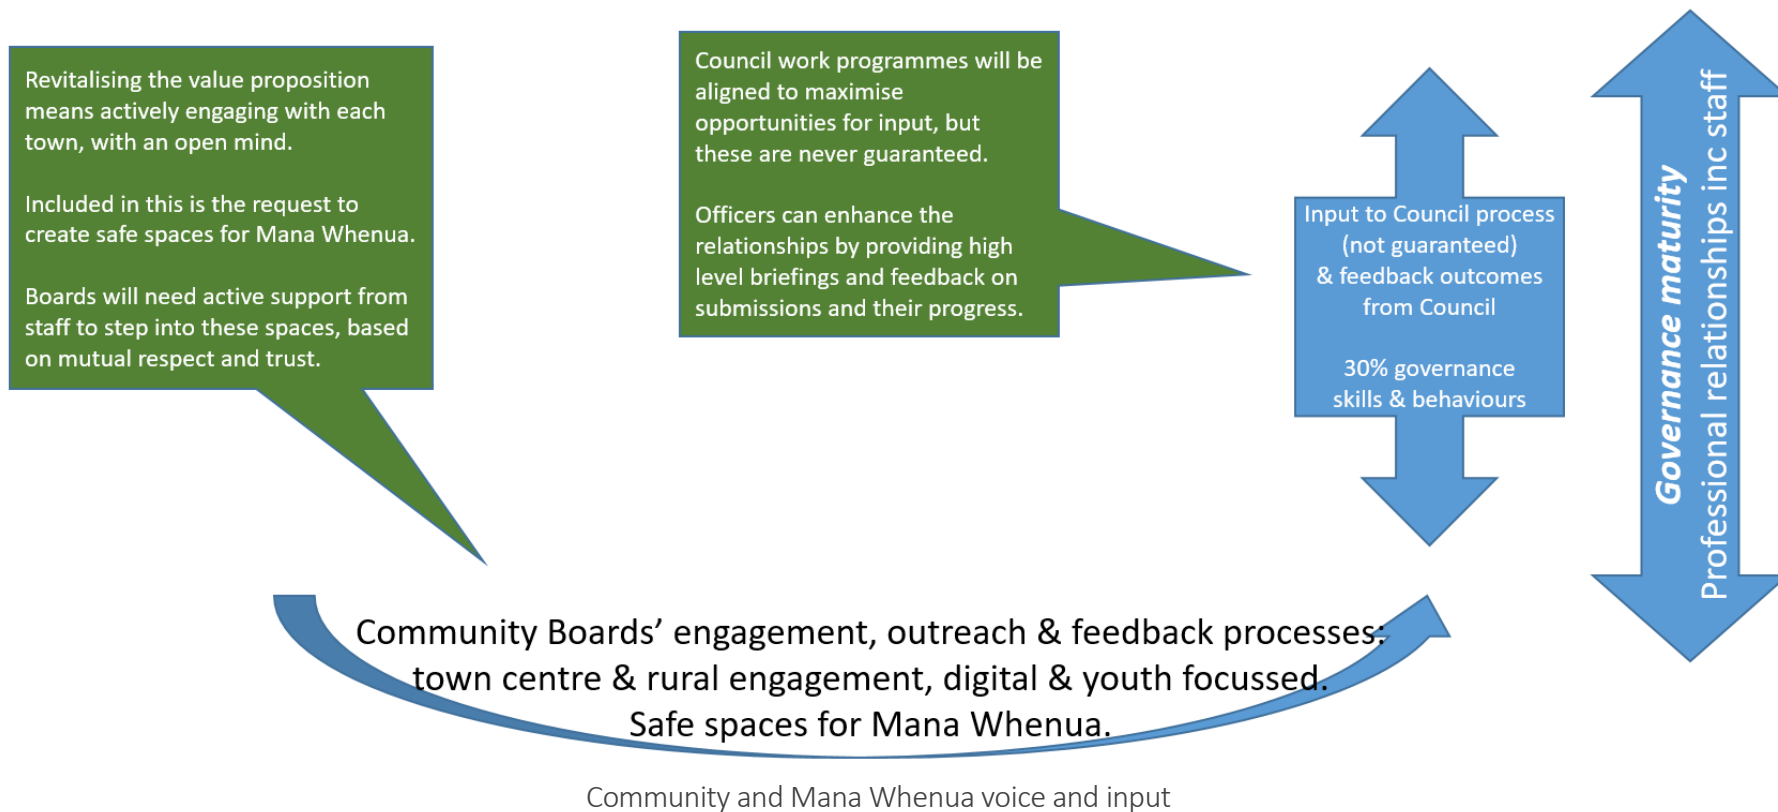 Revitalising the value proposition
means actively engaging with each
town, with an open mind.
Included in this is the request to
create safe spaces for Mana Whenua.
Boards will need active support from
staff to step into these spaces, based
on mutual respect and trust.
Council work programmes will be
aligned to maximise
opportunities for input, but
these are never guaranteed.
Officers can enhance the
relationships by providing high
level briefings and feedback on
submissions and their progress.
Input to Council process
(not guaranteed)
& feedback outcomes
from Council
30% governance
skills & behaviours
Governance maturity
Professional relationships inc staff
Community Boards’ engagement, outreach & feedback processes:
town centre & rural engagement, digital & youth focussed.
Safe spaces for Mana Whenua.
Community and Mana Whenua voice and input